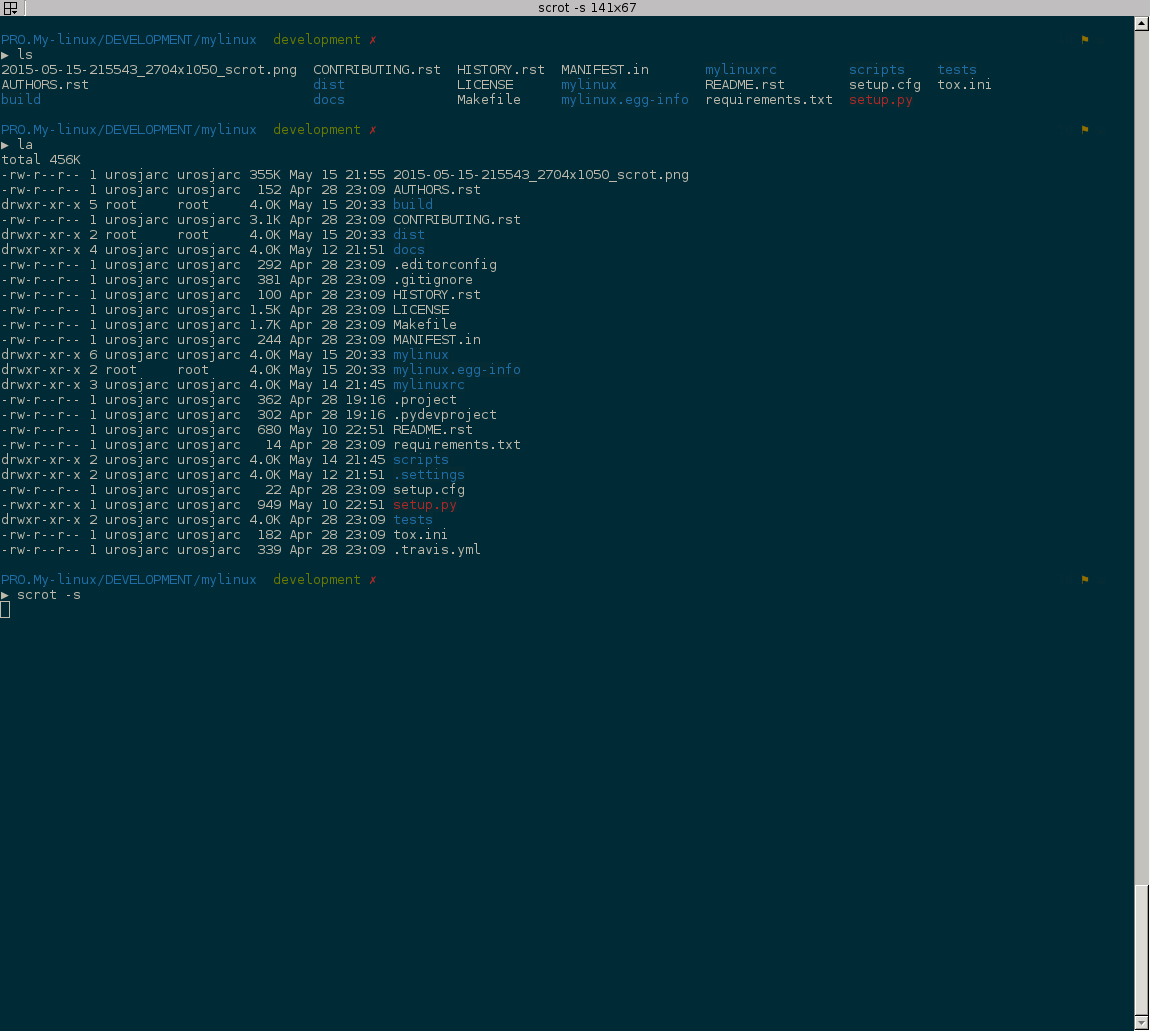 scrot -s 141x67
PRO.My-linux/DEVELOPMENT/mylinux  development ✗ ⚑
▶ ls
2015-05-15-215543_2704x1050_scrot.png  CONTRIBUTING.rst  HISTORY.rst  MANIFEST.in       mylinuxrc         scripts    tests
AUTHORS.rst                            dist              LICENSE      mylinux           README.rst        setup.cfg  tox.ini
build                                  docs              Makefile     mylinux.egg-info  requirements.txt  setup.py
PRO.My-linux/DEVELOPMENT/mylinux  development ✗ ⚑
▶ la
total 456K
-rw-r--r-- 1 urosjarc urosjarc 355K May 15 21:55 2015-05-15-215543_2704x1050_scrot.png
-rw-r--r-- 1 urosjarc urosjarc  152 Apr 28 23:09 AUTHORS.rst
drwxr-xr-x 5 root     root     4.0K May 15 20:33 build
-rw-r--r-- 1 urosjarc urosjarc 3.1K Apr 28 23:09 CONTRIBUTING.rst
drwxr-xr-x 2 root     root     4.0K May 15 20:33 dist
drwxr-xr-x 4 urosjarc urosjarc 4.0K May 12 21:51 docs
-rw-r--r-- 1 urosjarc urosjarc  292 Apr 28 23:09 .editorconfig
-rw-r--r-- 1 urosjarc urosjarc  381 Apr 28 23:09 .gitignore
-rw-r--r-- 1 urosjarc urosjarc  100 Apr 28 23:09 HISTORY.rst
-rw-r--r-- 1 urosjarc urosjarc 1.5K Apr 28 23:09 LICENSE
-rw-r--r-- 1 urosjarc urosjarc 1.7K Apr 28 23:09 Makefile
-rw-r--r-- 1 urosjarc urosjarc  244 Apr 28 23:09 MANIFEST.in
drwxr-xr-x 6 urosjarc urosjarc 4.0K May 15 20:33 mylinux
drwxr-xr-x 2 root     root     4.0K May 15 20:33 mylinux.egg-info
drwxr-xr-x 3 urosjarc urosjarc 4.0K May 14 21:45 mylinuxrc
-rw-r--r-- 1 urosjarc urosjarc  362 Apr 28 19:16 .project
-rw-r--r-- 1 urosjarc urosjarc  302 Apr 28 19:16 .pydevproject
-rw-r--r-- 1 urosjarc urosjarc  680 May 10 22:51 README.rst
-rw-r--r-- 1 urosjarc urosjarc   14 Apr 28 23:09 requirements.txt
drwxr-xr-x 2 urosjarc urosjarc 4.0K May 14 21:45 scripts
drwxr-xr-x 2 urosjarc urosjarc 4.0K May 12 21:51 .settings
-rw-r--r-- 1 urosjarc urosjarc   22 Apr 28 23:09 setup.cfg
-rwxr-xr-x 1 urosjarc urosjarc  949 May 10 22:51 setup.py
drwxr-xr-x 2 urosjarc urosjarc 4.0K Apr 28 23:09 tests
-rw-r--r-- 1 urosjarc urosjarc  182 Apr 28 23:09 tox.ini
-rw-r--r-- 1 urosjarc urosjarc  339 Apr 28 23:09 .travis.yml
PRO.My-linux/DEVELOPMENT/mylinux  development ✗ ⚑
▶ scrot -s